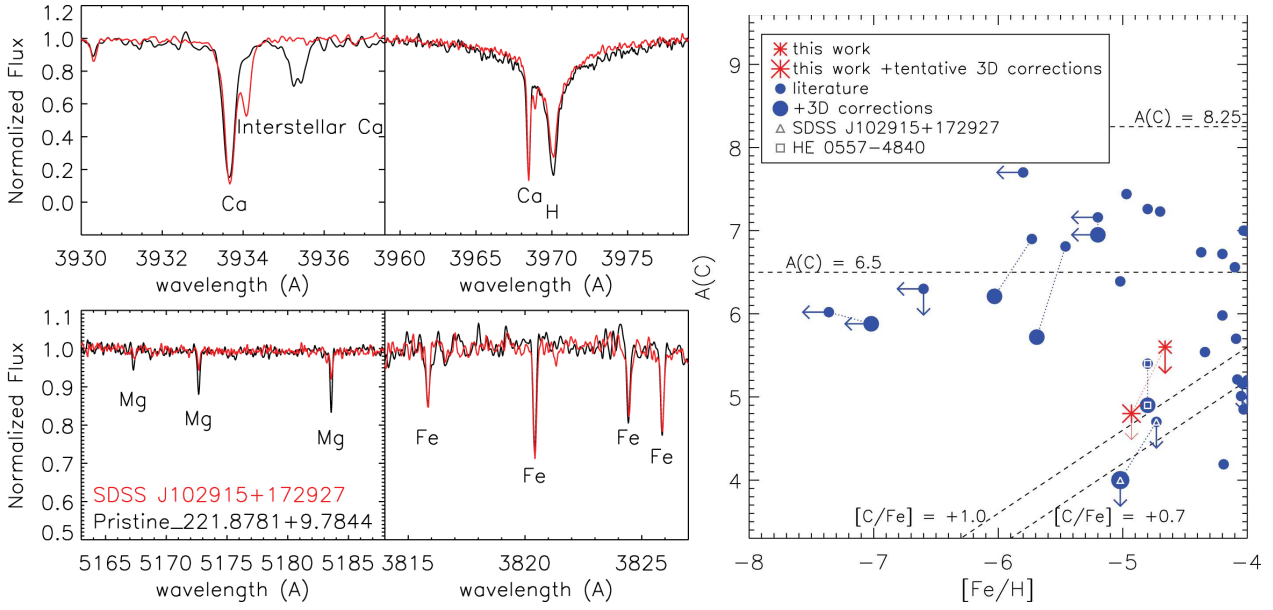 Normalized Flux
1.0
0.8
0.6
0.4
0.2
0.0
Interstellar Ca
Ca
Ca
H
3930
3932
3934
3936
3960
3965
3970
3975
wavelength (A)
wavelength (A)
Normalized Flux
1.1
1.0
0.9
0.8
0.7
0.6
0.5
Mg
Mg
Mg
Fe
Fe
Fe
Fe
SDSS J102915+172927
Pristine_221.8781+9.7844
5165
5170
5175
5180
5185
3815
3820
3825
wavelength (A)
wavelength (A)
A(C)
9
8
7
6
5
4
this work
this work +tentative 3D corrections
literature
+3D corrections
SDSS J102915+172927
HE 0557-4840
A(C) = 8.25
A(C) = 6.5
[C/Fe] = +1.0
[C/Fe] = +0.7
-8
-7
-6
-5
-4
[Fe/H]